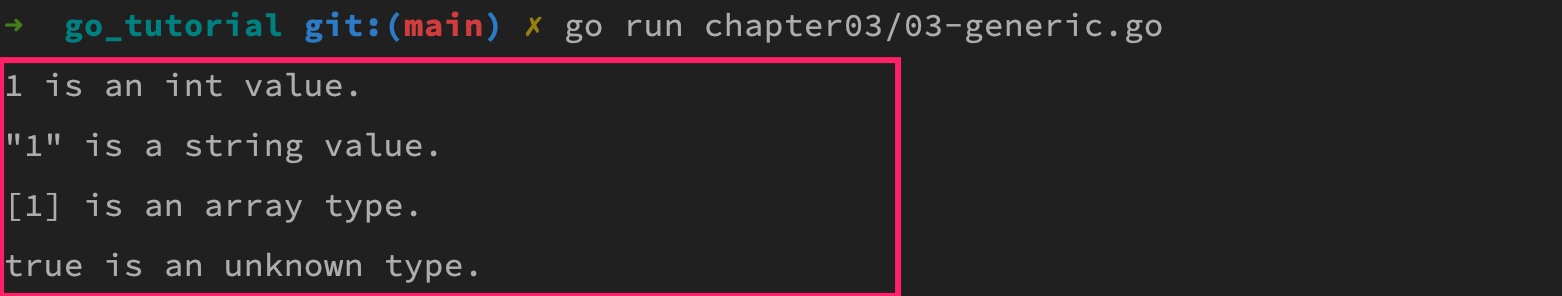 ➜  go_tutorial git:(main) ✗ go run chapter03/03-generic.go
1 is an int value.
"1" is a string value.
[1] is an array type.
true is an unknown type.